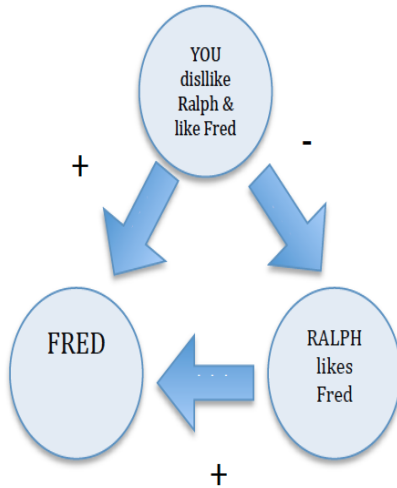 YOU
disllike
Ralph &
like Fred
+
-
FRED
RALPH
likes
Fred
. . .
+